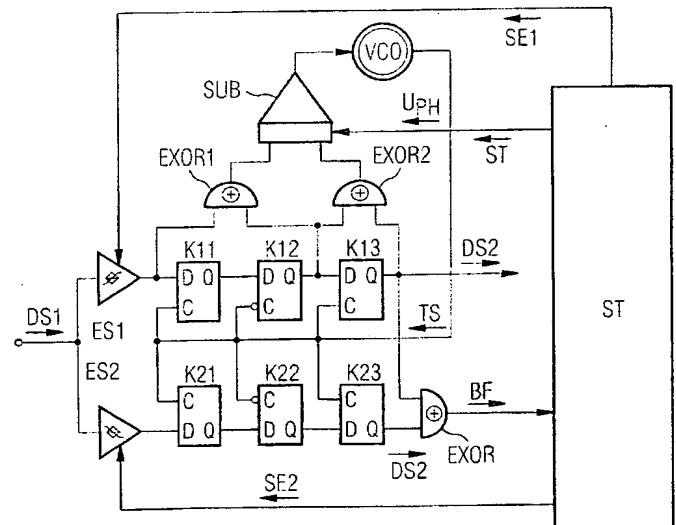 SE1
VCO
SUB
UPH
ST
EXOR1
EXOR2
K11
K12
K13
D Q
D Q
D Q
C
C
C
DS2
DS1
ES1
ES2
TS
ST
K21
K22
K23
C
C
C
D Q
D Q
D Q
BF
EXOR
DS2
SE2